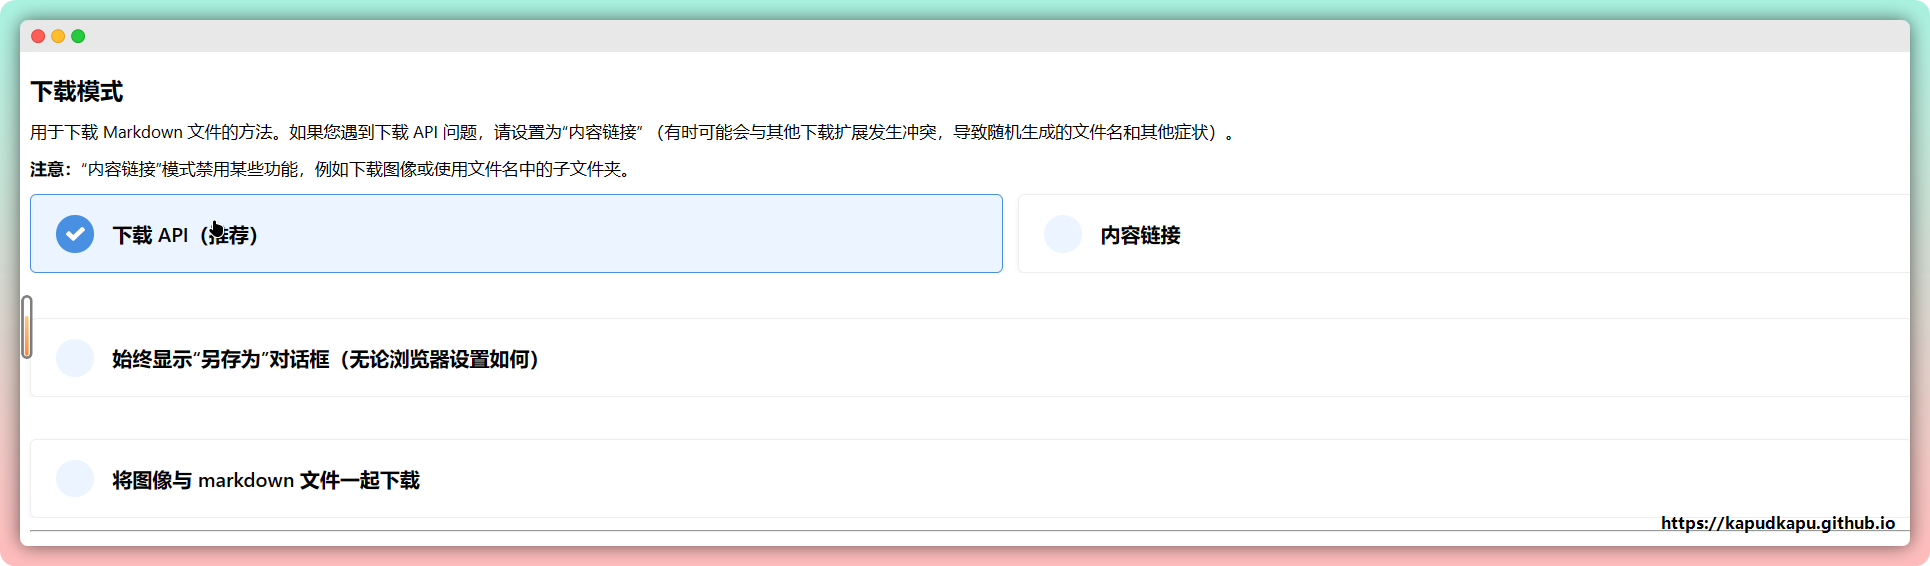 下载模式
用于下载 Markdown 文件的方法。如果您遇到下载 API 问题，请设置为“内容链接” （有时可能会与其他下载扩展发生冲突，导致随机生成的文件名和其他症状）。
注意：“内容链接”模式禁用某些功能，例如下载图像或使用文件名中的子文件夹。
下载 API（推荐）
内容链接
始终显示“另存为”对话框（无论浏览器设置如何）
将图像与 markdown 文件一起下载
https://kapudkapu.github.io